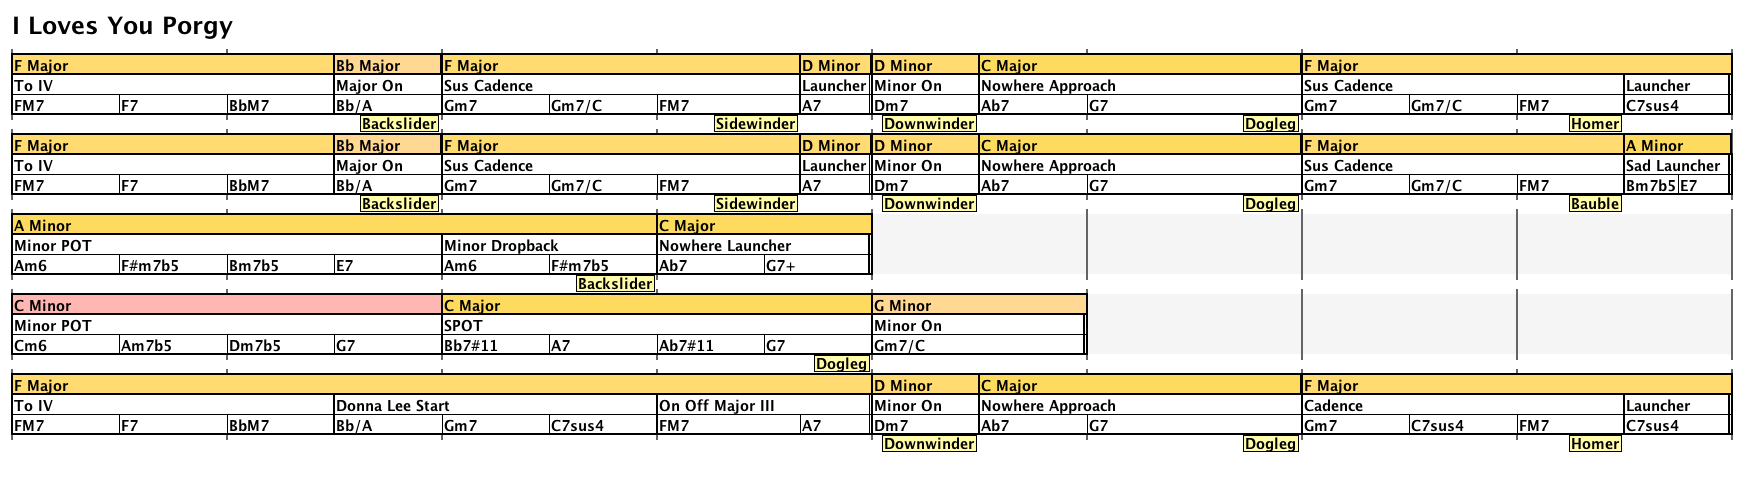 I Loves You Porgy
F Major Bb Major F Major D Minor D Minor C Major F Major
To IV Major On Sus Cadence Launcher Minor On Nowhere Approach Sus Cadence Launcher
FM7 F7 BbM7 Bb/A Gm7 Gm7/C FM7 A7 Dm7 Ab7 G7 Gm7 Gm7/C FM7 C7sus4
Backslider Sidewinder Downwinder Dogleg Homer
F Major Bb Major F Major D Minor D Minor C Major F Major A Minor
To IV Major On Sus Cadence Launcher Minor On Nowhere Approach Sus Cadence Sad Launcher
FM7 F7 BbM7 Bb/A Gm7 Gm7/C FM7 A7 Dm7 Ab7 G7 Gm7 Gm7/C FM7 Bm7b5 E7
Backslider Sidewinder Downwinder Dogleg Bauble
A Minor C Major
Minor POT Minor Dropback Nowhere Launcher
Am6 F#m7b5 Bm7b5 E7 Am6 F#m7b5 Ab7 G7+
Backslider
C Minor C Major G Minor
Minor POT SPOT Minor On
Cm6 Am7b5 Dm7b5 G7 Bb7#11 A7 Ab7#11 G7 Gm7/C
Dogleg
F Major D Minor C Major F Major
To IV Donna Lee Start On Off Major III Minor On Nowhere Approach Cadence Launcher
FM7 F7 BbM7 Bb/A Gm7 C7sus4 FM7 A7 Dm7 Ab7 G7 Gm7 C7sus4 FM7 C7sus4
Downwinder Dogleg Homer